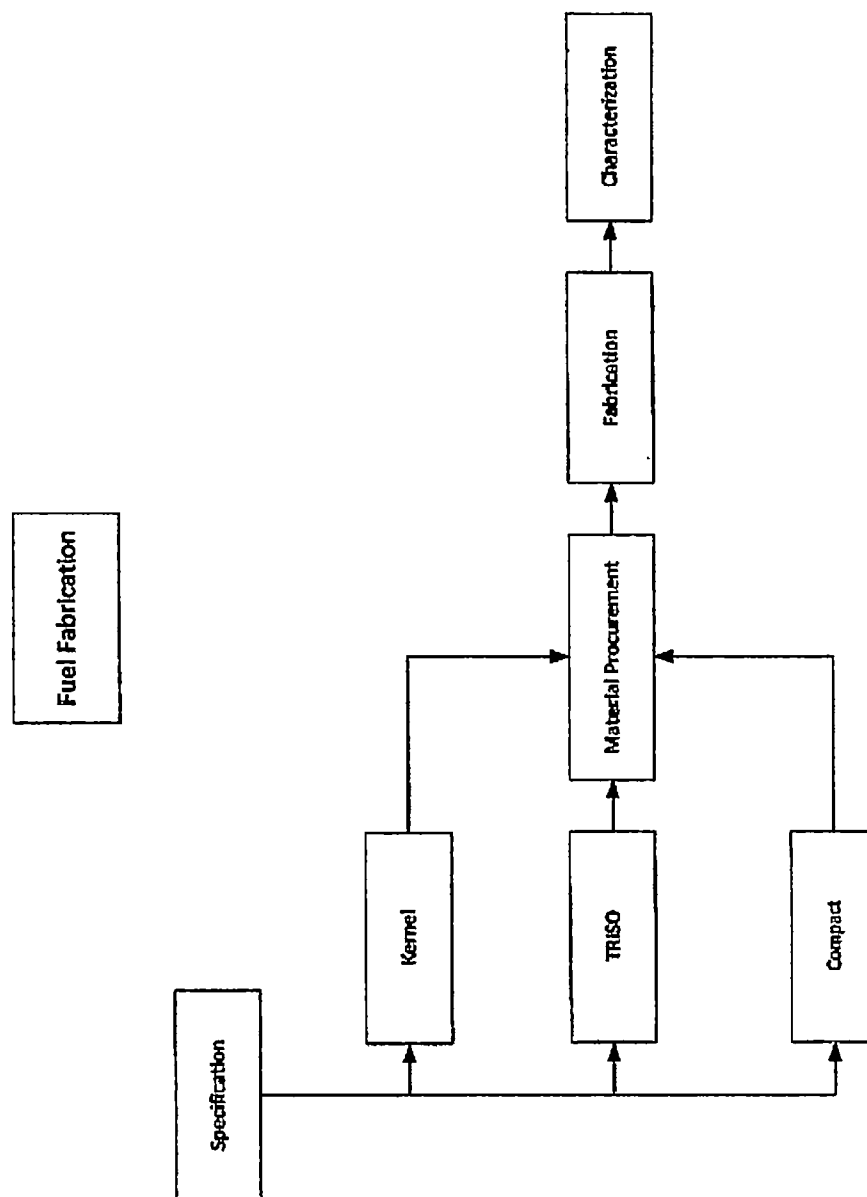 Fuel Fabrication
Specification
Kernel
TRISO
Compact
Material Procurement
Fabrication
Characterization